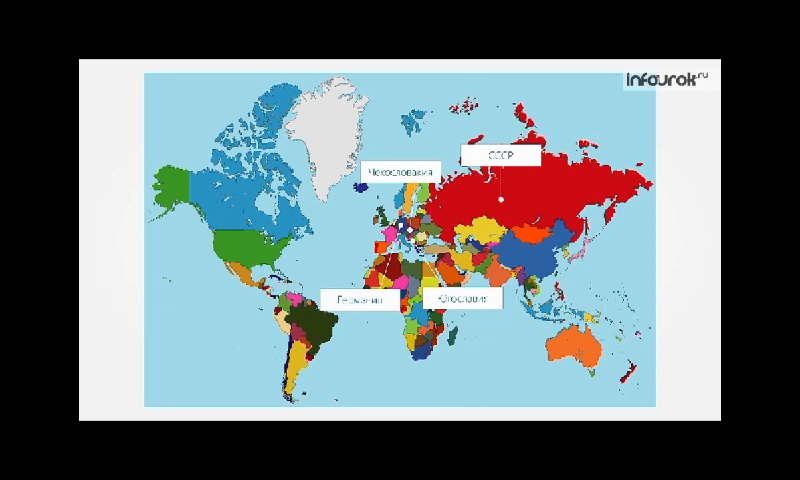 infourok.ru
СССР
Чехословакия
Германия
Югославия